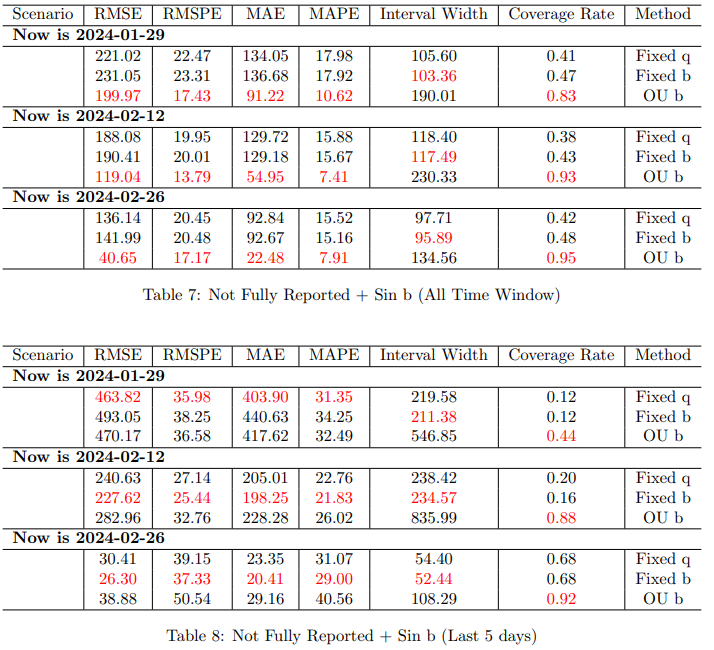 Scenario RMSE RMSPE MAE MAPE Interval Width Coverage Rate Method
Now is 2024-01-29
221.02 22.47 134.05 17.98 105.60 0.41 Fixed q
231.05 23.31 136.68 17.92 103.36 0.47 Fixed b
199.97 17.43 91.22 10.62 190.01 0.83 OU b
Now is 2024-02-12
188.08 19.95 129.72 15.88 118.40 0.38 Fixed q
190.41 20.01 129.18 15.67 117.49 0.43 Fixed b
119.04 13.79 54.95 7.41 230.33 0.93 OU b
Now is 2024-02-26
136.14 20.45 92.84 15.52 97.71 0.42 Fixed q
141.99 20.48 92.67 15.16 95.89 0.48 Fixed b
40.65 17.17 22.48 7.91 134.56 0.95 OU b
Table 7: Not Fully Reported + Sin b (All Time Window)
Scenario RMSE RMSPE MAE MAPE Interval Width Coverage Rate Method
Now is 2024-01-29
463.82 35.98 403.90 31.35 219.58 0.12 Fixed q
493.05 38.25 440.63 34.25 211.38 0.12 Fixed b
470.17 36.58 417.62 32.49 546.85 0.44 OU b
Now is 2024-02-12
240.63 27.14 205.01 22.76 238.42 0.20 Fixed q
227.62 25.44 198.25 21.83 234.57 0.16 Fixed b
282.96 32.76 228.28 26.02 835.99 0.88 OU b
Now is 2024-02-26
30.41 39.15 23.35 31.07 54.40 0.68 Fixed q
26.30 37.33 20.41 29.00 52.44 0.68 Fixed b
38.88 50.54 29.16 40.56 108.29 0.92 OU b
Table 8: Not Fully Reported + Sin b (Last 5 days)